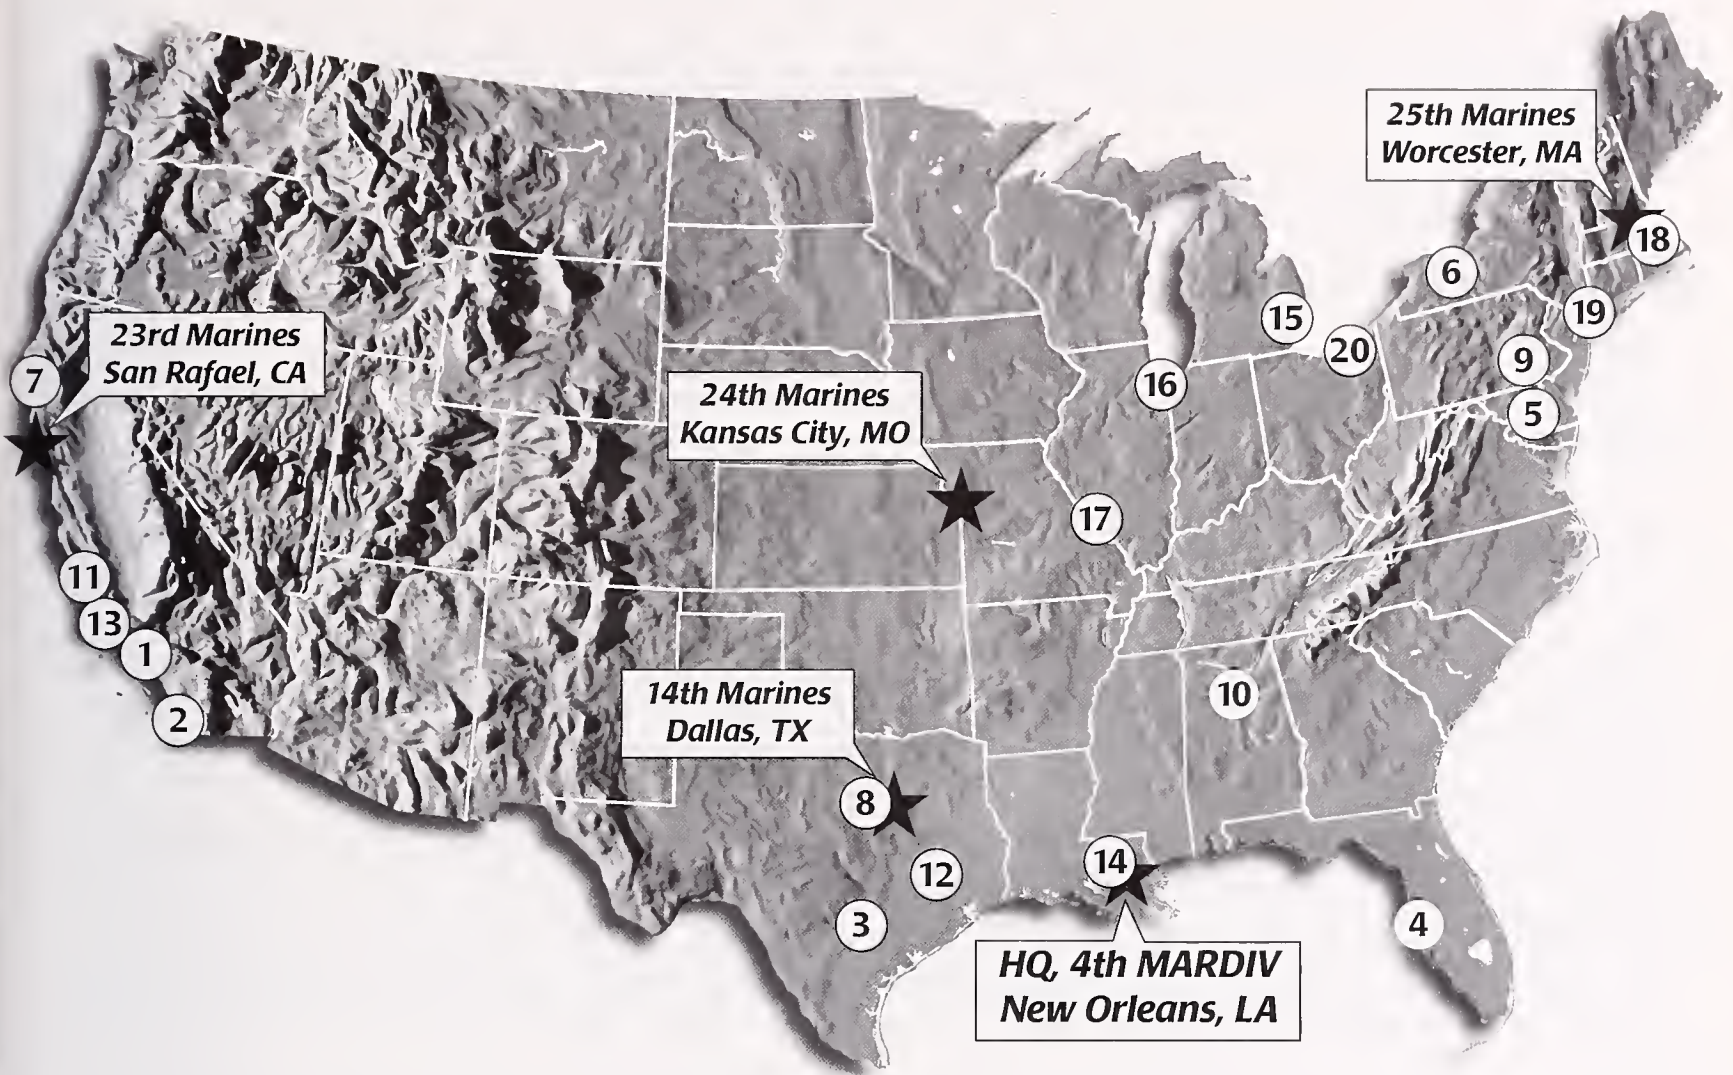 25th Marines
Worcester, MA
18
6
19
15
20
9
5
23rd Marines
San Rafael, CA
7
16
24th Marines
Kansas City, MO
17
11
13
1
2
10
14th Marines
Dallas, TX
8
12
3
14
4
HQ, 4th MARDIV
New Orleans, LA